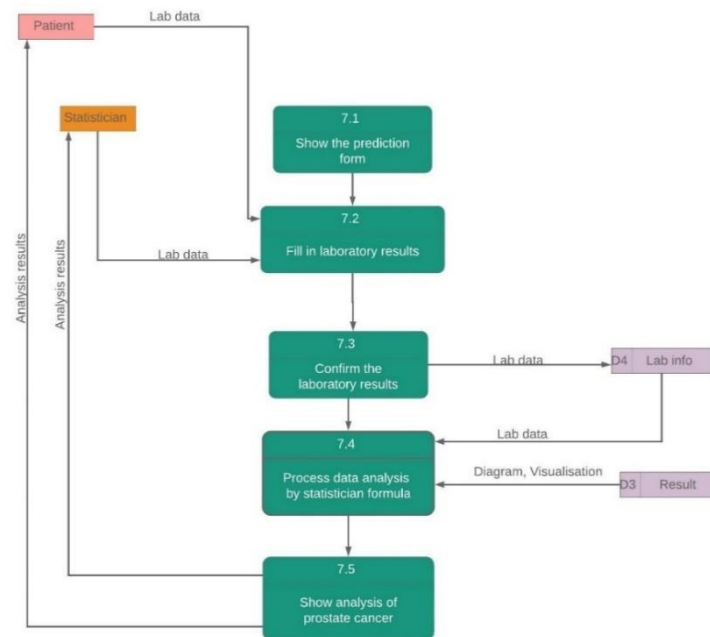 Lab data
Patient
Statistician
7.1
Show the prediction
form
7.2
Fill in laboratory results
Lab data
Analysis results
Analysis results
7.3
Confirm the
laboratory results
Lab data
D4 Lab info
7.4
Process data analysis
by statistician formula
Lab data
Diagram, Visualisation
D3 Result
7.5
Show analysis of
prostate cancer